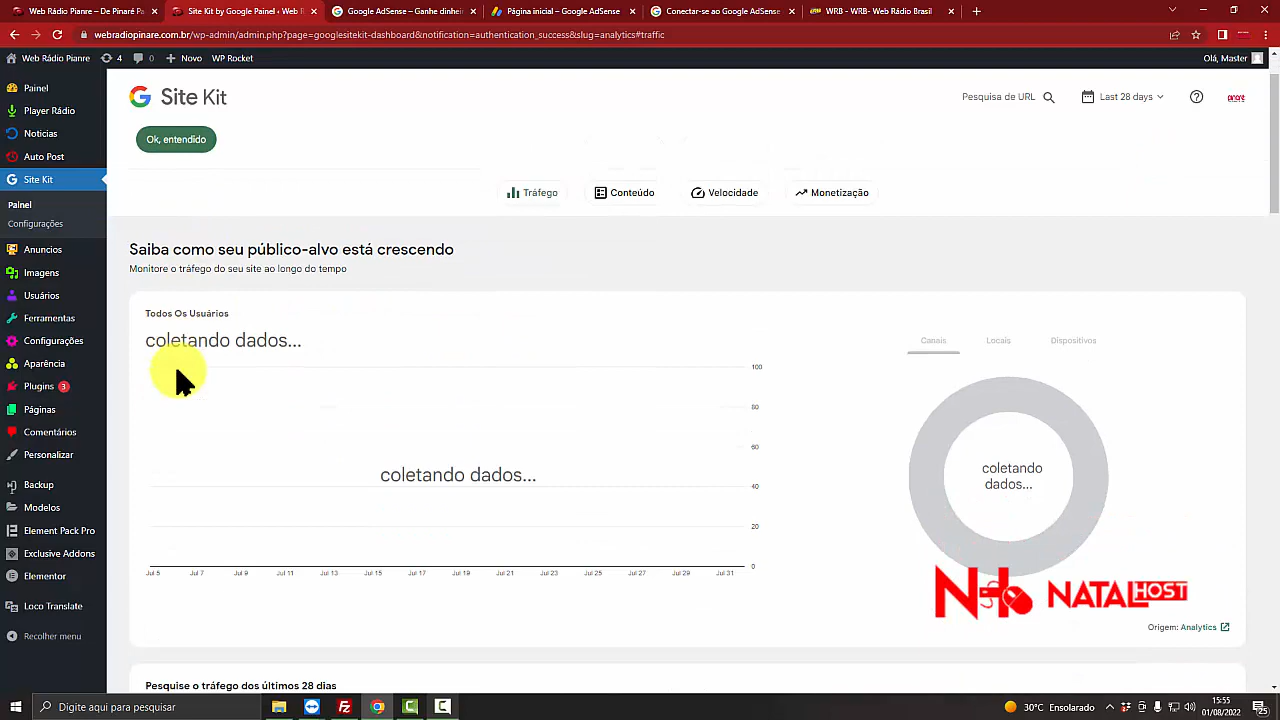 Web Rádio Pianre – De Pinaré Pa
Site Kit by Google Painel ‹ Web R
Google AdSense – Ganhe dinheir
Página inicial – Google AdSense
Conectar-se ao Google AdSense
WRB – WRB- Web Rádio Brasil
webradiopinare.com.br/wp-admin/admin.php?page=googlesitekit-dashboard&notification=authentication_success&slug=analytics#traffic
Web Rádio Pianre
4
0
Novo
WP Rocket
Olá, Master
Painel
Player Rádio
Noticias
Auto Post
Site Kit
Painel
Configurações
Anuncios
Imagens
Usuários
Ferramentas
Configurações
Aparência
Plugins 3
Páginas
Comentários
Personalizar
Backup
Modelos
Element Pack Pro
Exclusive Addons
Elementor
Loco Translate
Recolher menu
Site Kit
Pesquisa de URL
Last 28 days
Ok, entendido
Tráfego
Conteúdo
Velocidade
Monetização
Saiba como seu público-alvo está crescendo
Monitore o tráfego do seu site ao longo do tempo
Todos Os Usuários
coletando dados...
100
80
60
40
20
0
coletando dados...
Jul 5 Jul 7 Jul 9 Jul 11 Jul 13 Jul 15 Jul 17 Jul 19 Jul 21 Jul 23 Jul 25 Jul 27 Jul 29 Jul 31
Canais
Locais
Dispositivos
coletando
dados...
NATALHOST
Origem: Analytics
Pesquise o tráfego dos últimos 28 dias
Digite aqui para pesquisar
30°C Ensolarado
15:55
01/08/2022